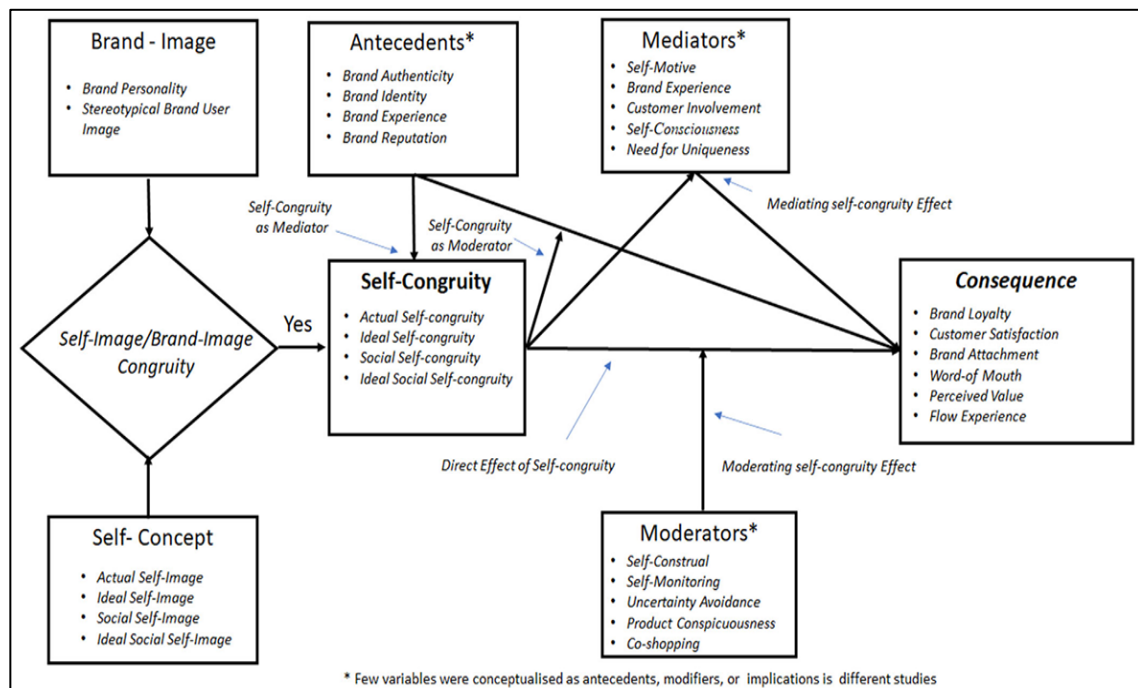 Brand - Image
• Brand Personality
• Stereotypical Brand User
Image
Antecedents*
• Brand Authenticity
• Brand Identity
• Brand Experience
• Brand Reputation
Mediators*
• Self-Motive
• Brand Experience
• Customer Involvement
• Self-Consciousness
• Need for Uniqueness
Self-Congruity
as Mediator
Self-Congruity
as Moderator
Mediating self-congruity Effect
Self-Image/Brand-Image
Congruity
Yes
Self-Congruity
• Actual Self-congruity
• Ideal Self-congruity
• Social Self-congruity
• Ideal Social Self-congruity
Consequence
• Brand Loyalty
• Customer Satisfaction
• Brand Attachment
• Word-of Mouth
• Perceived Value
• Flow Experience
Direct Effect of Self-congruity
Moderating self-congruity Effect
Self- Concept
• Actual Self-Image
• Ideal Self-Image
• Social Self-Image
• Ideal Social Self-Image
Moderators*
• Self-Construal
• Self-Monitoring
• Uncertainty Avoidance
• Product Conspicuousness
• Co-shopping
* Few variables were conceptualised as antecedents, modifiers, or implications is different studies